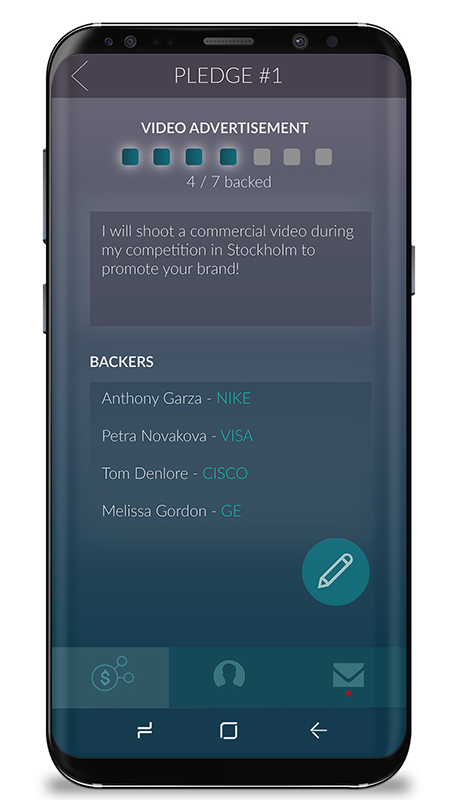 PLEDGE #1
VIDEO ADVERTISEMENT
4 / 7 backed
I will shoot a commercial video during
my competition in Stockholm to
promote your brand!
BACKERS
Anthony Garza - NIKE
Petra Novakova - VISA
Tom Denlore - CISCO
Melissa Gordon - GE
$